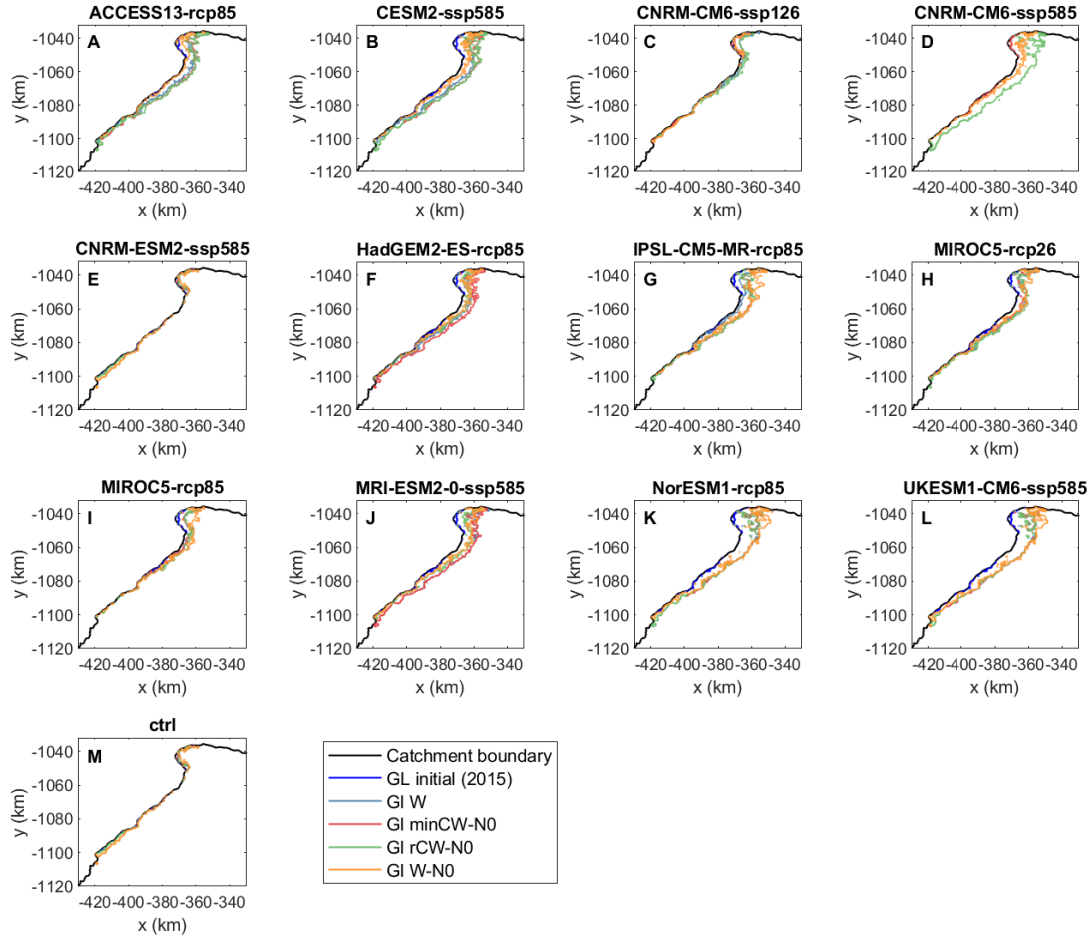 ACCESS13-rcp85 CESM2-ssp585 CNRM-CM6-ssp126 CNRM-CM6-ssp585
-1040 A -1040 B -1040 C -1040 D
-1060 -1060 -1060 -1060
y (km) y (km) y (km) y (km)
-1080 -1080 -1080 -1080
-1100 -1100 -1100 -1100
-1120 -1120 -1120 -1120
-420 -400 -380 -360 -340 -420 -400 -380 -360 -340 -420 -400 -380 -360 -340 -420 -400 -380 -360 -340
x (km) x (km) x (km) x (km)
CNRM-ESM2-ssp585 HadGEM2-ES-rcp85 IPSL-CM5-MR-rcp85 MIROC5-rcp26
-1040 E -1040 F -1040 G -1040 H
-1060 -1060 -1060 -1060
y (km) y (km) y (km) y (km)
-1080 -1080 -1080 -1080
-1100 -1100 -1100 -1100
-1120 -1120 -1120 -1120
-420 -400 -380 -360 -340 -420 -400 -380 -360 -340 -420 -400 -380 -360 -340 -420 -400 -380 -360 -340
x (km) x (km) x (km) x (km)
MIROC5-rcp85 MRI-ESM2-0-ssp585 NorESM1-rcp85 UKESM1-CM6-ssp585
-1040 I -1040 J -1040 K -1040 L
-1060 -1060 -1060 -1060
y (km) y (km) y (km) y (km)
-1080 -1080 -1080 -1080
-1100 -1100 -1100 -1100
-1120 -1120 -1120 -1120
-420 -400 -380 -360 -340 -420 -400 -380 -360 -340 -420 -400 -380 -360 -340 -420 -400 -380 -360 -340
x (km) x (km) x (km) x (km)
ctrl
-1040 M
-1060
y (km)
-1080
-1100
-1120
-420 -400 -380 -360 -340
x (km)
Catchment boundary
GL initial (2015)
Gl W
Gl minCW-N0
Gl rCW-N0
Gl W-N0